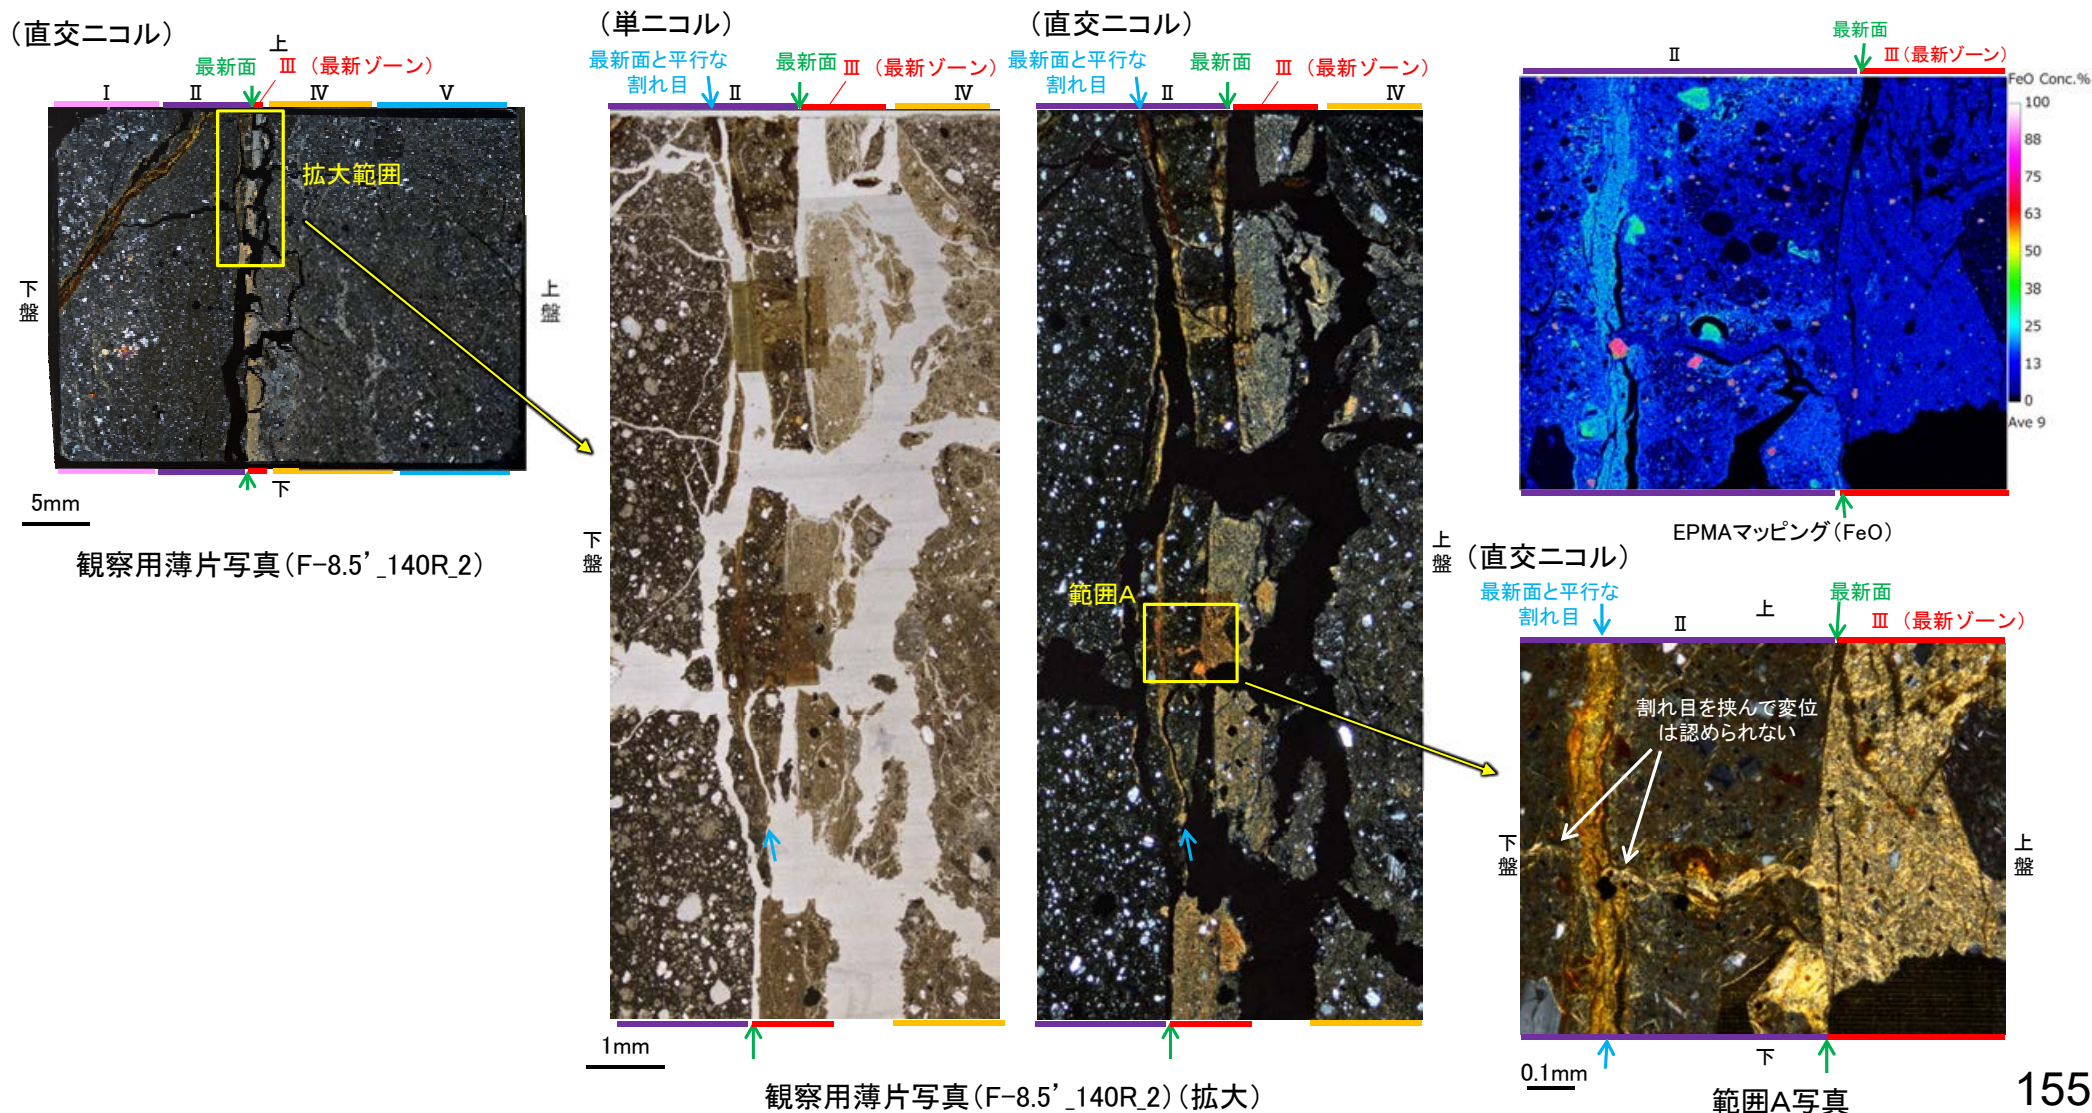 (直交ニコル)
上
最新面
Ⅲ（最新ゾーン）
Ⅰ
Ⅱ
Ⅳ
Ⅴ
拡大範囲
下盤
上盤
下
5mm
観察用薄片写真(F-8.5’_140R_2)
(単ニコル)
最新面と平行な
割れ目
最新面
Ⅲ（最新ゾーン）
Ⅱ
Ⅳ
下盤
1mm
(直交ニコル)
最新面と平行な
割れ目
最新面
Ⅲ（最新ゾーン）
Ⅱ
Ⅳ
範囲A
上盤
観察用薄片写真(F-8.5’_140R_2)(拡大)
最新面
Ⅱ
Ⅲ（最新ゾーン）
FeO Conc.%
100
88
75
63
50
38
25
13
0
Ave 9
EPMAマッピング(FeO)
(直交ニコル)
最新面と平行な
割れ目
上
最新面
Ⅱ
Ⅲ（最新ゾーン）
割れ目を挟んで変位
は認められない
下盤
上盤
下
0.1mm
範囲A写真
155